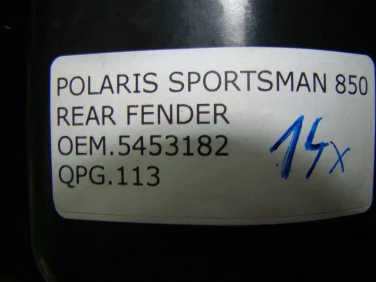 POLARIS SPORTSMAN 850
REAR FENDER
OEM.5453182
QPG.113
14x